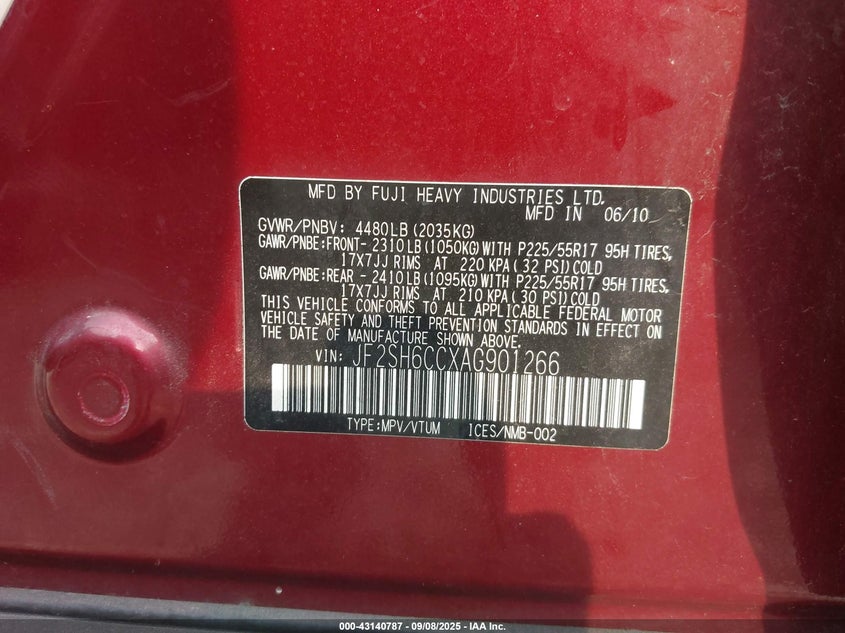 MFD BY FUJI HEAVY INDUSTRIES LTD.
MFD IN 06/10
GVWR/PNBV: 4480LB (2035KG)
GAWR/PNBE:FRONT- 2310LB(1050KG)WITH P225/55R17 95H TIRES,
17X7JJ RIMS AT 220 KPA(32 PSI)COLD
GAWR/PNBE:REAR - 2410LB(1095KG)WITH P225/55R17 95H TIRES,
17X7JJ RIMS AT 210 KPA(30 PSI)COLD
THIS VEHICLE CONFORMS TO ALL APPLICABLE FEDERAL MOTOR
VEHICLE SAFETY AND THEFT PREVENTION STANDARDS IN EFFECT ON
THE DATE OF MANUFACTURE SHOWN ABOVE.
VIN: JF2SH6CCXAG901266
TYPE:MPV/VTUM ICES/NMB-002
000-43140787 - 09/08/2025 - IAA Inc.